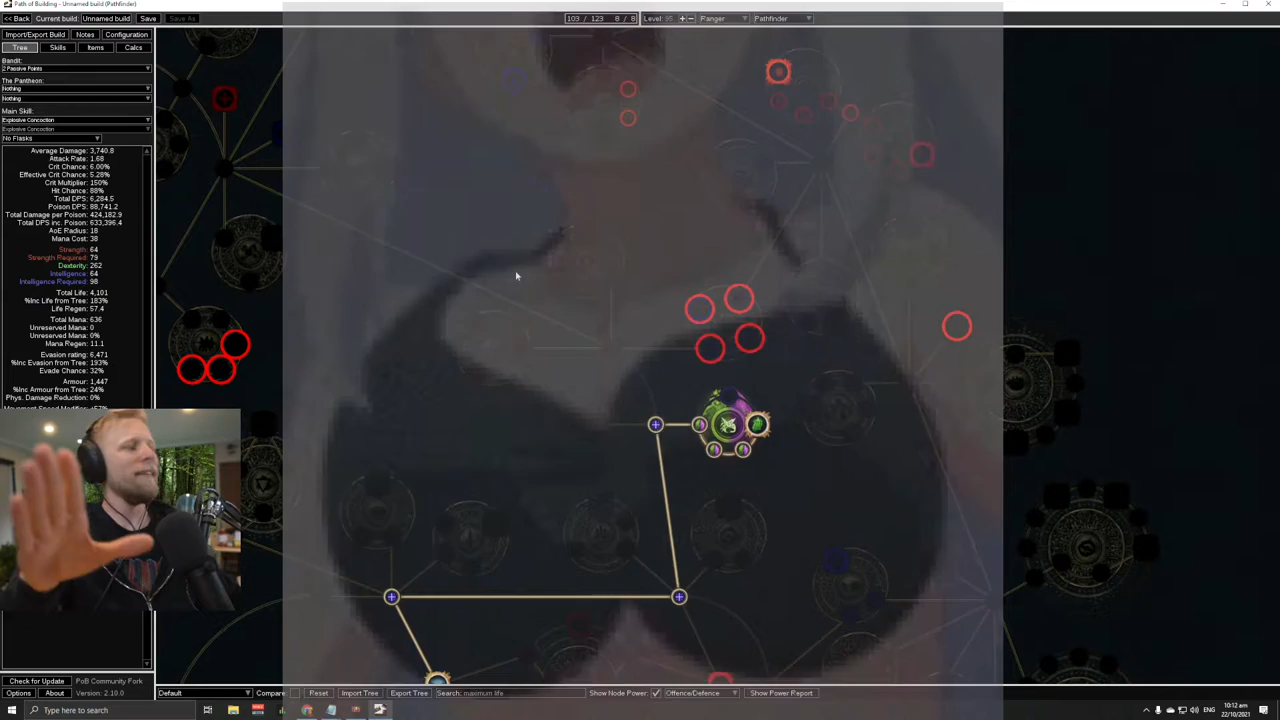 Path of Building - Unnamed build (Pathfinder)
<< Back Current build: Unnamed build Save Save As 103 / 123 8 / 8 Level: 95 + - Ranger Pathfinder
Import/Export Build Notes Configuration
Tree Skills Items Calcs
Bandit:
2 Passive Points
The Pantheon:
Nothing
Nothing
Main Skill:
Explosive Concoction
Explosive Concoction
No Flasks
Average Damage: 3,740.8
Attack Rate: 1.68
Crit Chance: 6.00%
Effective Crit Chance: 5.28%
Crit Multiplier: 150%
Hit Chance: 88%
Total DPS: 6,284.5
Poison DPS: 88,741.2
Total Damage per Poison: 424,182.9
Total DPS inc. Poison: 633,396.4
AoE Radius: 18
Mana Cost: 38
Strength: 64
Strength Required: 79
Dexterity: 262
Intelligence: 64
Intelligence Required: 98
Total Life: 4,101
%Inc Life from Tree: 183%
Life Regen: 57.4
Total Mana: 636
Unreserved Mana: 0
Unreserved Mana: 0%
Mana Regen: 11.1
Evasion rating: 6,471
%Inc Evasion from Tree: 193%
Evade Chance: 32%
Armour: 1,447
%Inc Armour from Tree: 24%
Phys. Damage Reduction: 0%
Check for Update PoB Community Fork
Options About Version: 2.10.0
Default Compare: Reset Import Tree Export Tree Search: maximum life Show Node Power: Offence/Defence Show Power Report
Type here to search
ENG
10:12 am
22/10/2021